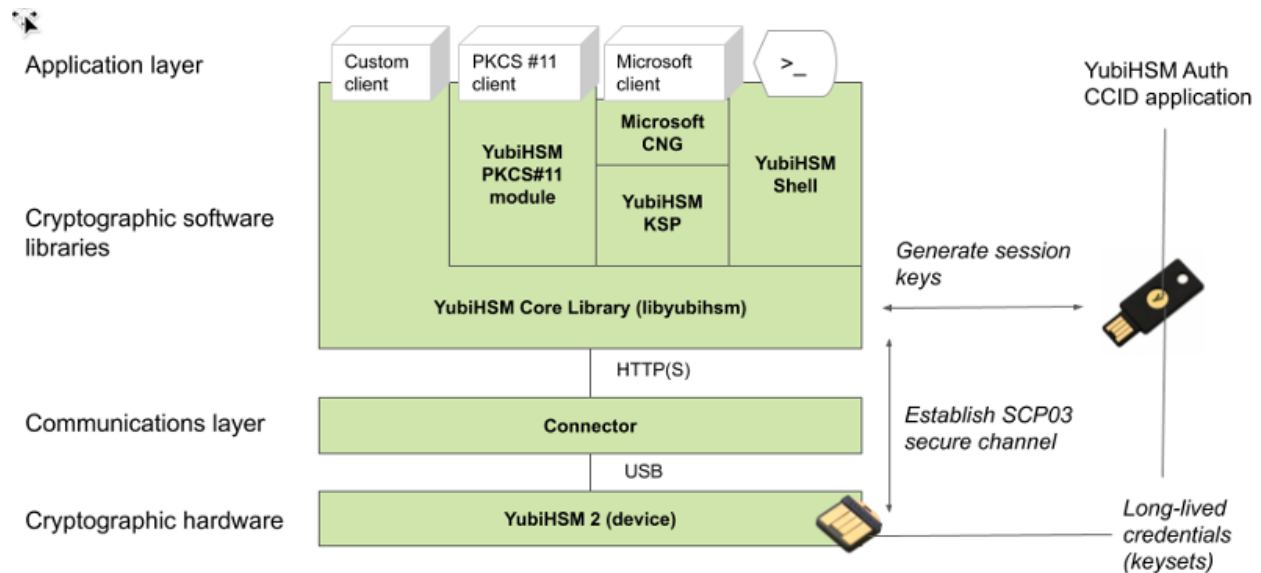 Application layer
Custom
client
PKCS #11
client
Microsoft
client
>_
YubiHSM Auth
CCID application
Microsoft
CNG
YubiHSM
PKCS#11
module
YubiHSM
Shell
YubiHSM
KSP
Cryptographic software
libraries
Generate session
keys
YubiHSM Core Library (libyubihsm)
HTTP(S)
Communications layer
Connector
Establish SCP03
secure channel
USB
Cryptographic hardware
YubiHSM 2 (device)
Long-lived
credentials
(keysets)